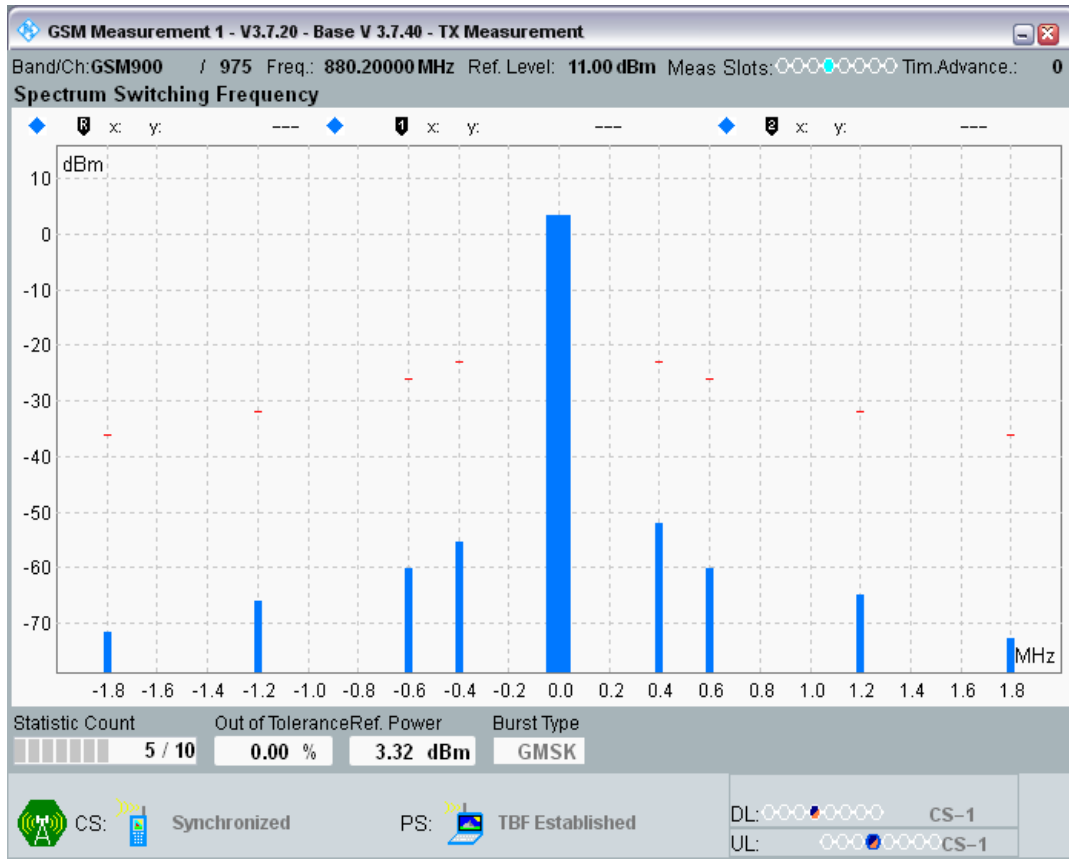 GSM Measurement 1 - V3.7.20 - Base V 3.7.40 - TX Measurement
Band/Ch:GSM900 / 975 Freq.: 880.20000 MHz Ref. Level: 11.00 dBm Meas Slots: Tim.Advance.: 0
Spectrum Switching Frequency
R x: y: --- 1 x: y: --- 2 x: y: ---
dBm
10
0
-10
-20
-30
-40
-50
-60
-70
MHz
-1.8 -1.6 -1.4 -1.2 -1.0 -0.8 -0.6 -0.4 -0.2 0.0 0.2 0.4 0.6 0.8 1.0 1.2 1.4 1.6 1.8
Statistic Count Out of Tolerance Ref. Power Burst Type
5 / 10 0.00 % 3.32 dBm GMSK
CS: Synchronized PS: TBF Established DL: CS-1
UL: CS-1